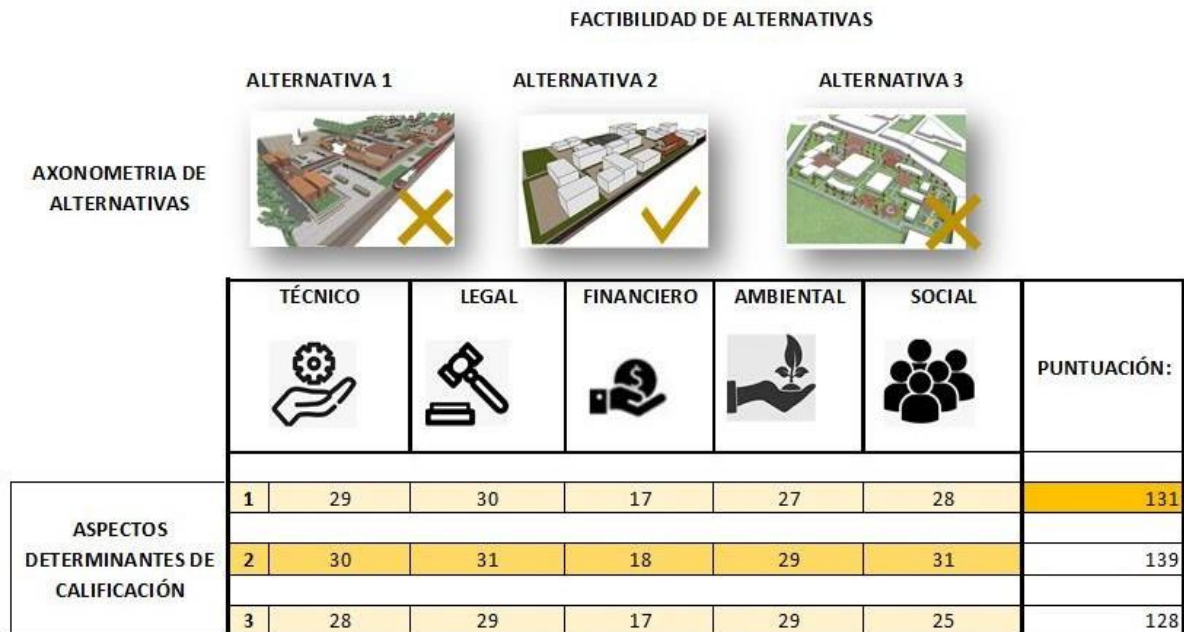 FACTIBILIDAD DE ALTERNATIVAS
ALTERNATIVA 1 ALTERNATIVA 2 ALTERNATIVA 3
AXONOMETRIA DE
ALTERNATIVAS
TÉCNICO LEGAL FINANCIERO AMBIENTAL SOCIAL
$
PUNTUACIÓN:
ASPECTOS
DETERMINANTES DE
CALIFICACIÓN
1 29 30 17 27 28 131
2 30 31 18 29 31 139
3 28 29 17 29 25 128